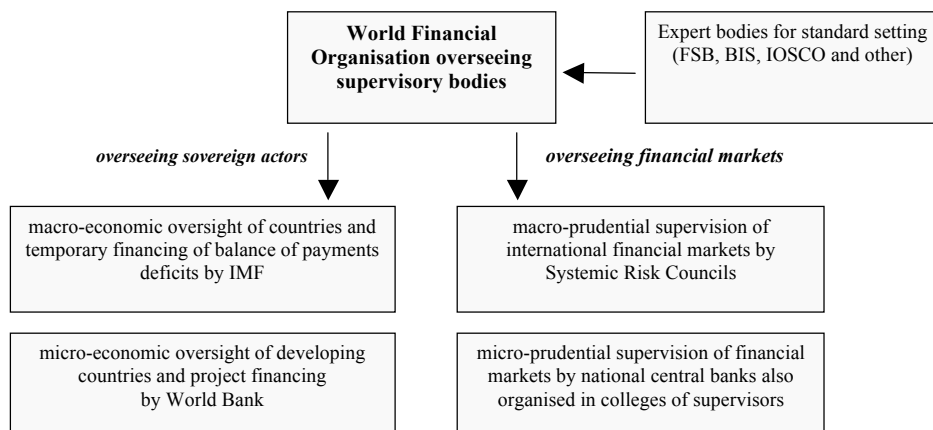 World Financial
Organisation overseeing
supervisory bodies
Expert bodies for standard setting
(FSB, BIS, IOSCO and other)
overseeing sovereign actors
overseeing financial markets
macro-economic oversight of countries and
temporary financing of balance of payments
deficits by IMF
macro-prudential supervision of
international financial markets by
Systemic Risk Councils
micro-economic oversight of developing
countries and project financing
by World Bank
micro-prudential supervision of financial
markets by national central banks also
organised in colleges of supervisors